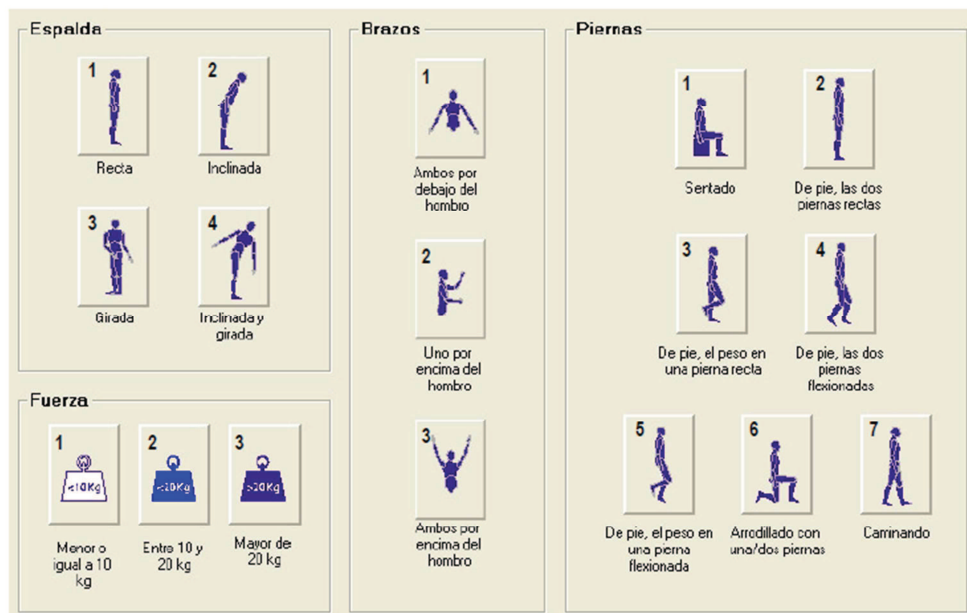 Espalda
1
2
Recta
Inclinada
3
4
Girada
Inclinada y
girada
Fuerza
1
2
3
<10Kg
<20Kg
>20Kg
Menor o
igual a 10
kg
Entre 10 y
20 kg
Mayor de
20 kg
Brazos
1
Ambos por
debajo del
hombro
2
Uno por
encima del
hombro
3
Ambos por
encima del
hombro
Piernas
1
2
Sentado
De pie, las dos
piernas rectas
3
4
De pie, el peso en
una pierna recta
De pie, las dos
piernas
flexionadas
5
6
7
De pie, el peso en
una pierna
flexionada
Arrodillado con
una/dos piernas
Caminando